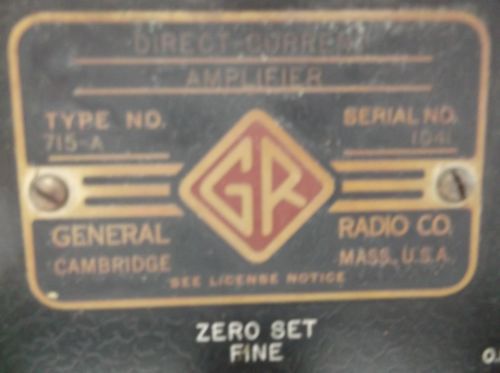 DIRECT-CURRENT
AMPLIFIER
TYPE NO. SERIAL NO.
715-A 1041
GR
GENERAL RADIO CO.
CAMBRIDGE MASS. U.S.A.
SEE LICENSE NOTICE
ZERO SET
FINE